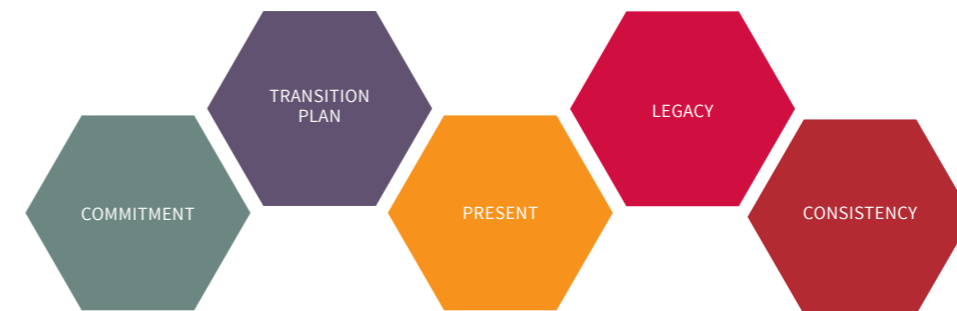 COMMITMENT
TRANSITION
PLAN
PRESENT
LEGACY
CONSISTENCY